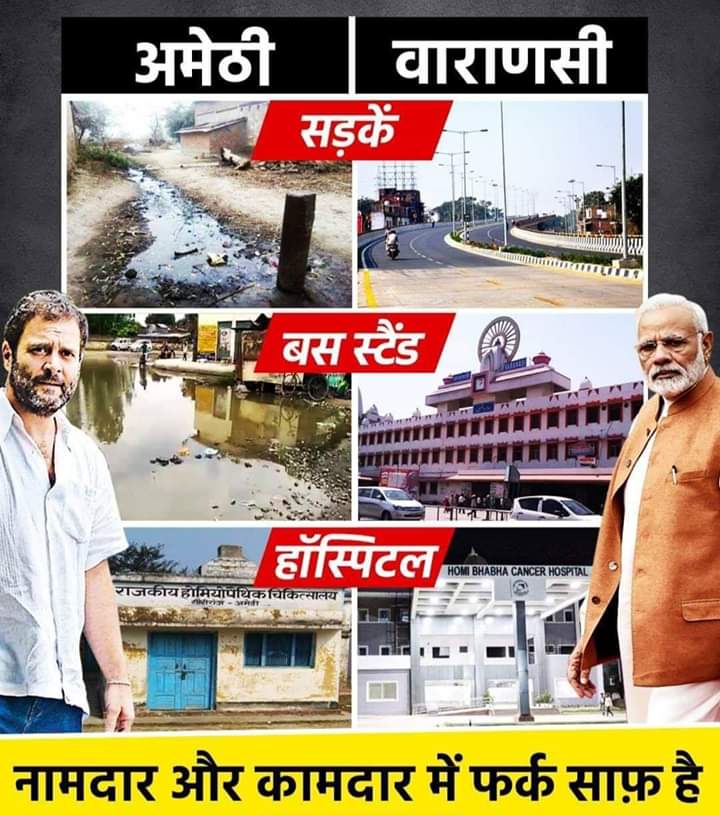 अमेठी
वाराणसी
सड़कें
बस स्टैंड
हॉस्पिटल
राजकीय होमियोपैथिक चिकित्सालय
HOMI BHABHA CANCER HOSPITAL
नामदार और कामदार में फर्क साफ़ है